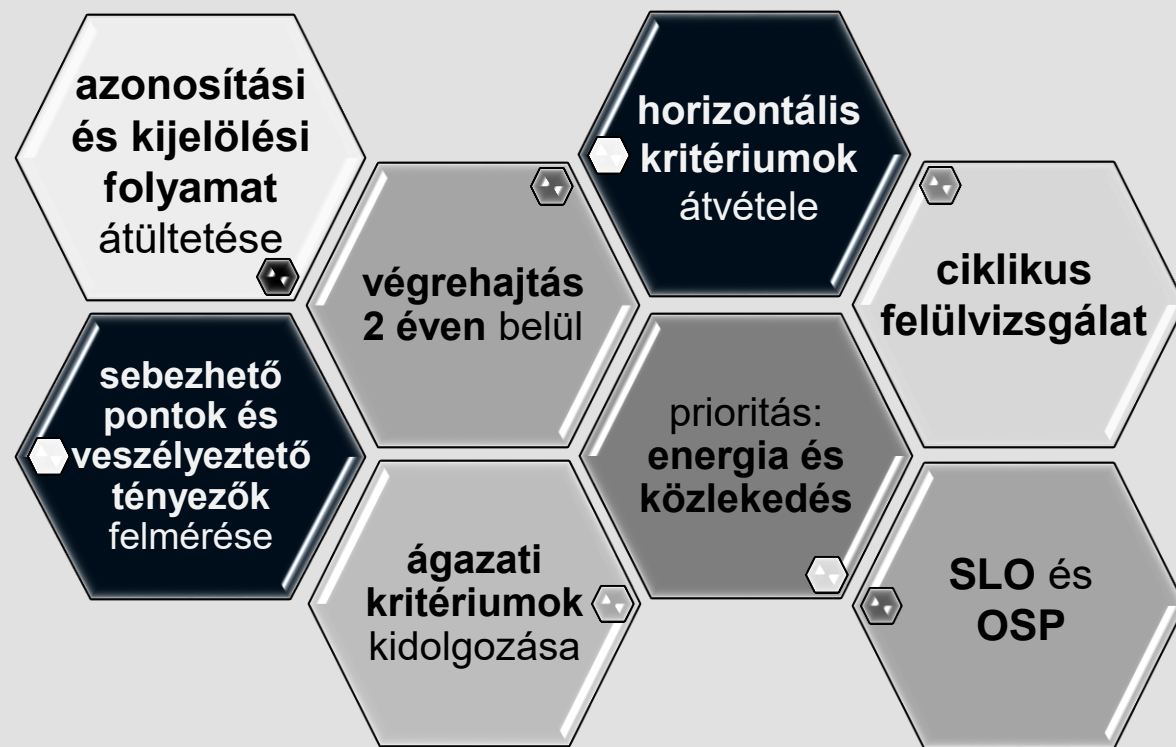 azonosítási
és kijelölési
folyamat
átültetése
végrehajtás
2 éven belül
horizontális
kritériumok
átvétele
ciklikus
felülvizsgálat
sebezhető
pontok és
veszélyeztető
tényezők
felmérése
ágazati
kritériumok
kidolgozása
prioritás:
energia és
közlekedés
SLO és
OSP